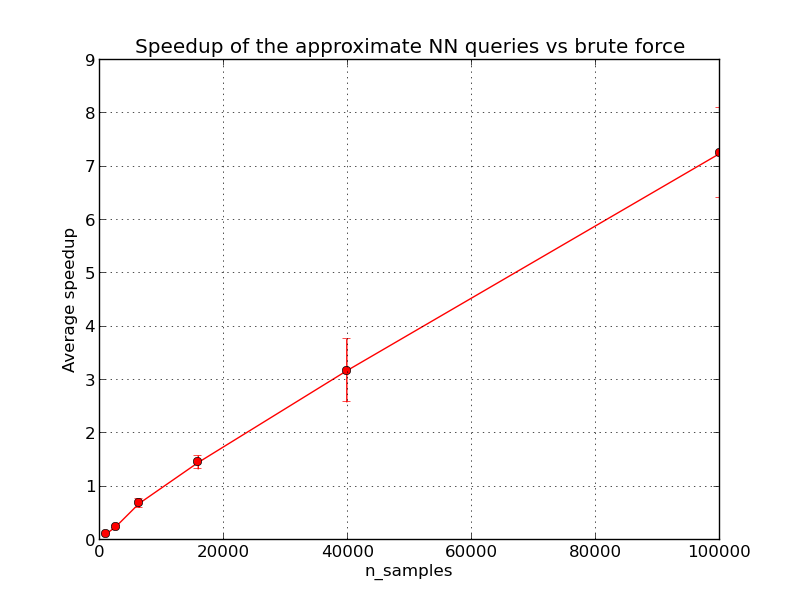 Speedup of the approximate NN queries vs brute force
9
8
7
6
5
4
3
2
1
0
Average speedup
0 20000 40000 60000 80000 100000
n_samples